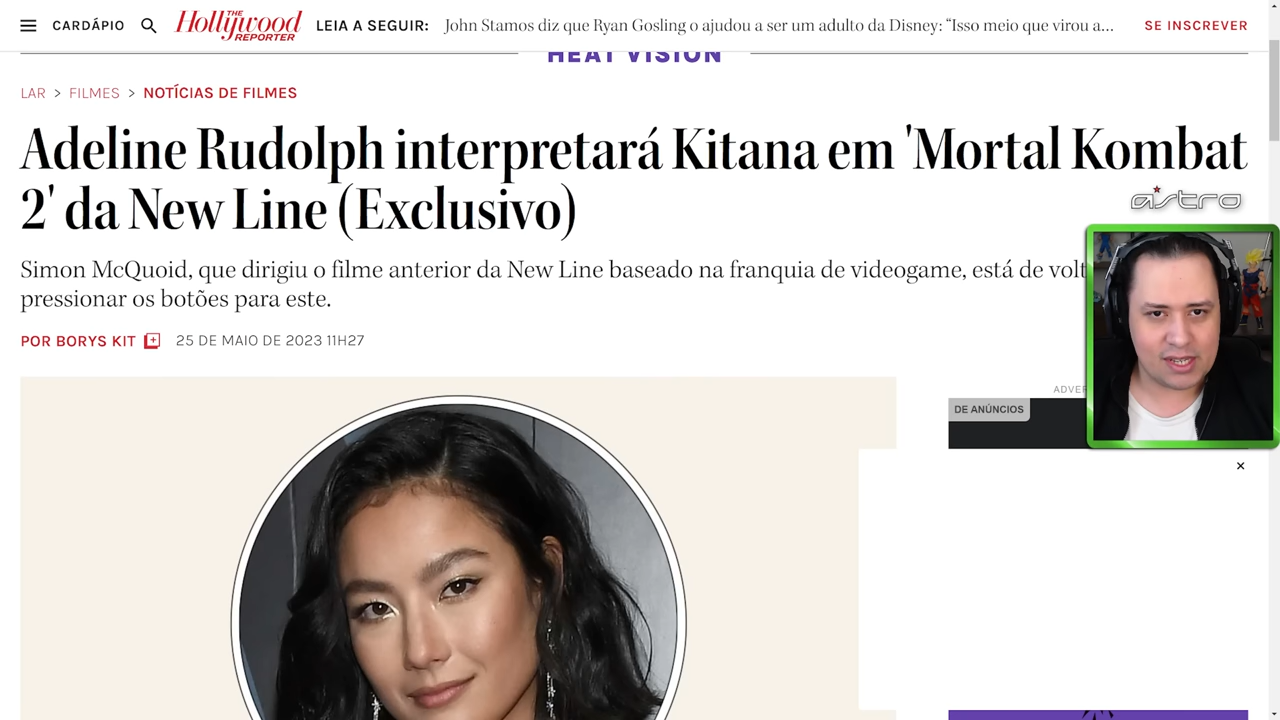 CARDÁPIO
THE
Hollywood
REPORTER
LEIA A SEGUIR:
John Stamos diz que Ryan Gosling o ajudou a ser um adulto da Disney: “Isso meio que virou a...
SE INSCREVER
HEAT VISION
LAR > FILMES > NOTÍCIAS DE FILMES
Adeline Rudolph interpretará Kitana em 'Mortal Kombat
2' da New Line (Exclusivo)
astro
Simon McQuoid, que dirigiu o filme anterior da New Line baseado na franquia de videogame, está de
pressionar os botões para este.
POR BORYS KIT
25 DE MAIO DE 2023 11H27
DE ANÚNCIOS